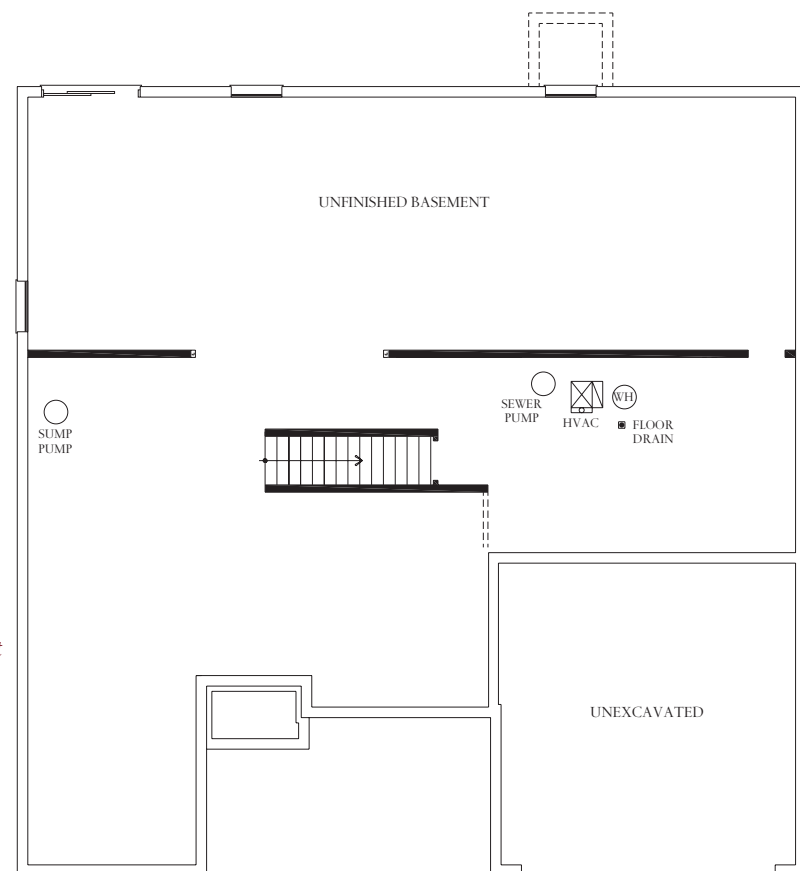 UNFINISHED BASEMENT
SEWER
PUMP
HVAC
WH
FLOOR
DRAIN
SUMP
PUMP
UNEXCAVATED